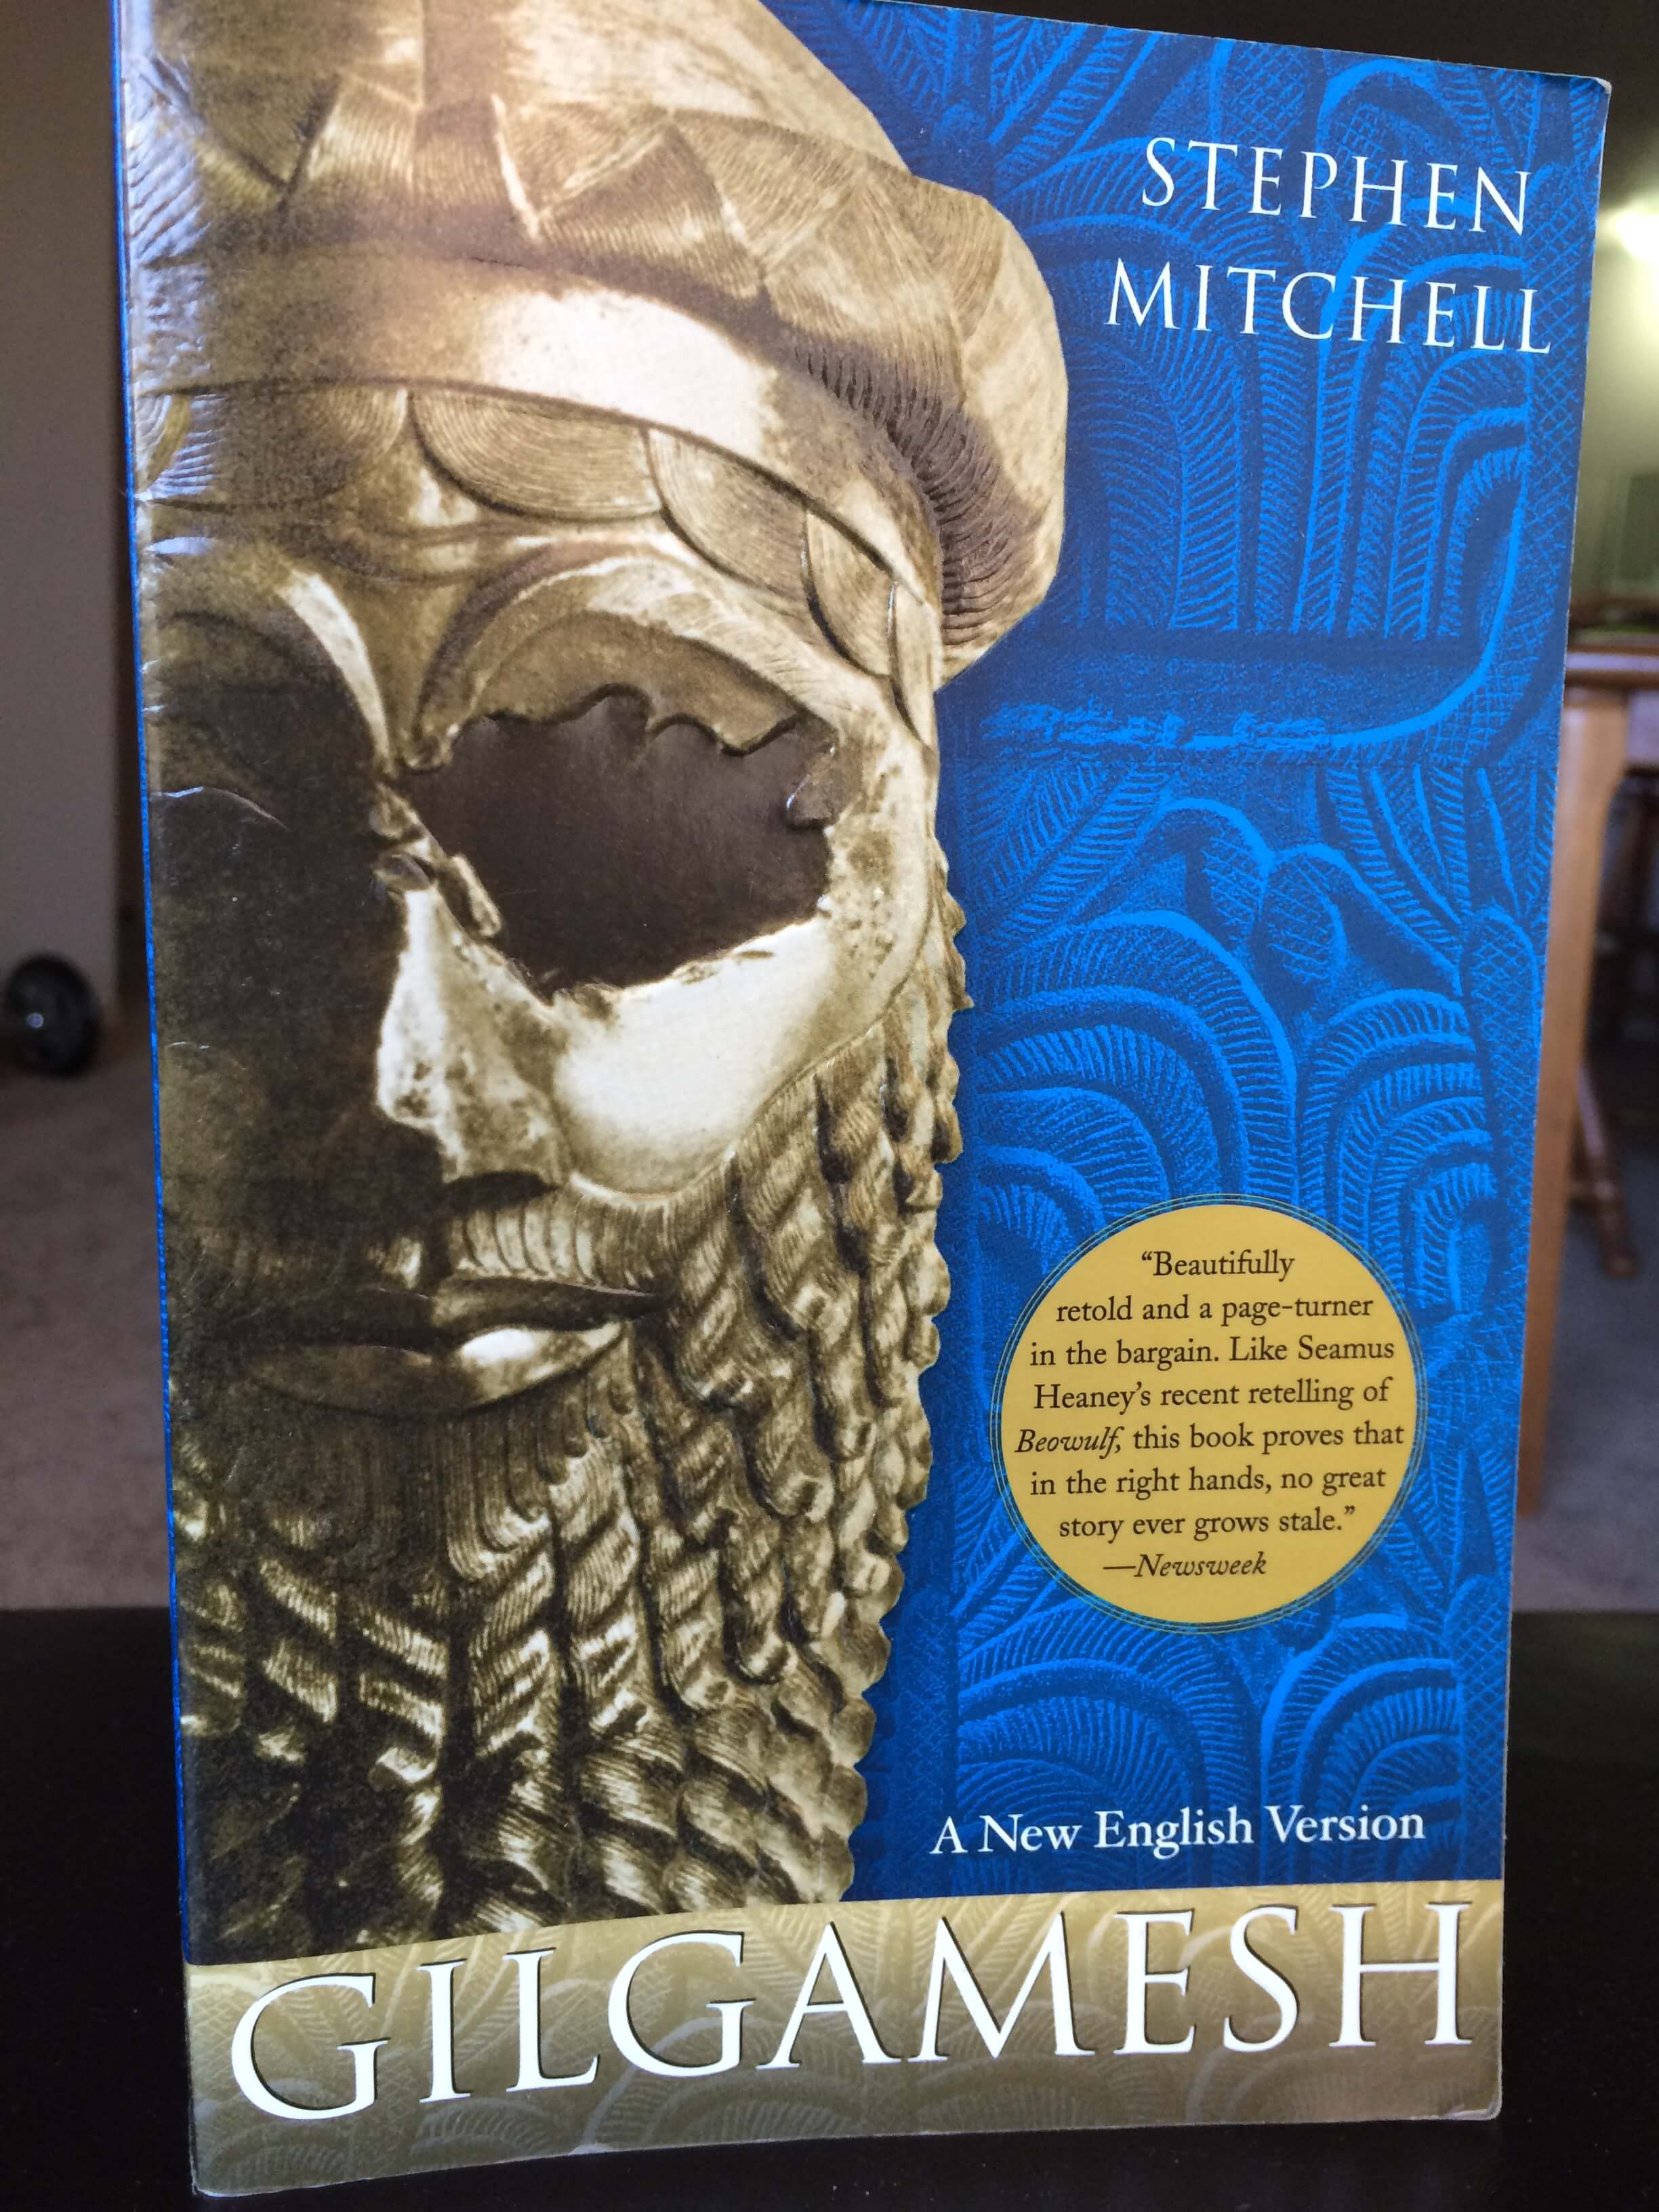 STEPHEN
MITCHELL
“Beautifully
retold and a page-turner
in the bargain. Like Seamus
Heaney’s recent retelling of
Beowulf, this book proves that
in the right hands, no great
story ever grows stale.”
—Newsweek
A New English Version
GILGAMESH